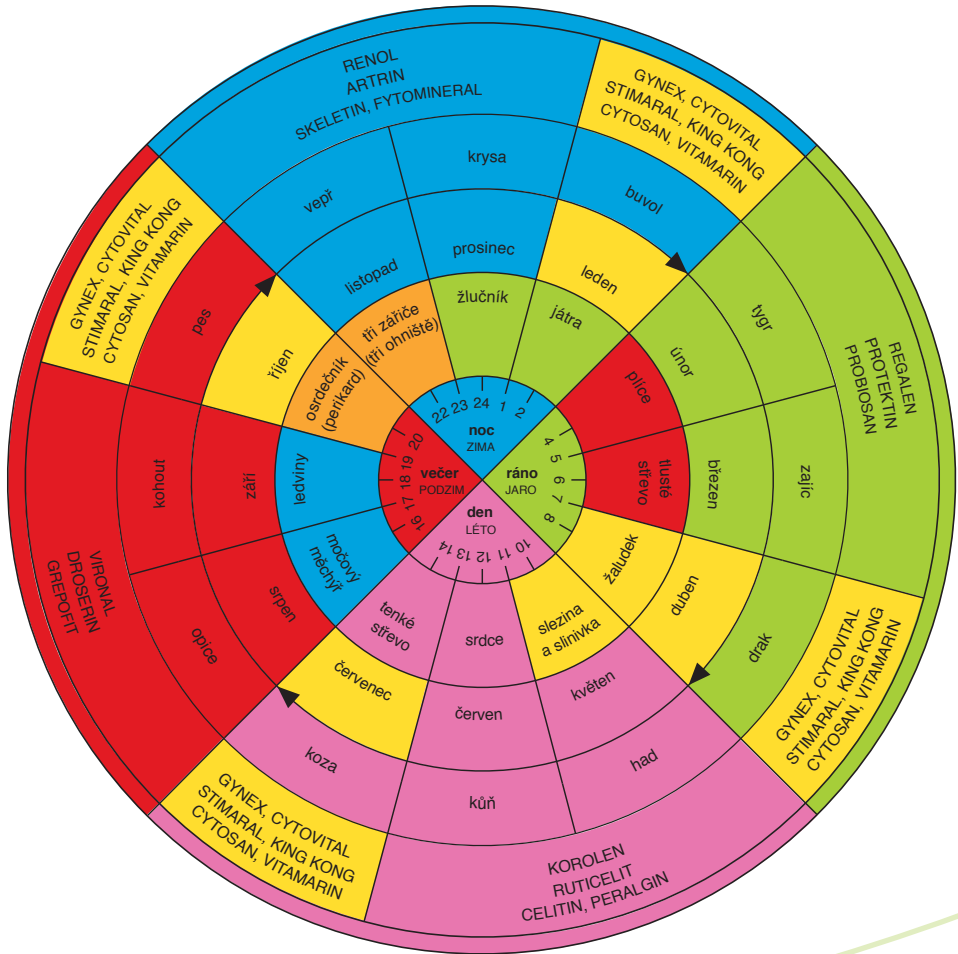 RENOL
ARTRIN
SKELETIN, FYTOMINERAL
GYNEX, CYTOVITAL
STIMARAL, KING KONG
CYTOSAN, VITAMARIN
REGALEN
PROTEKTIN
PROBIOSAN
GYNEX, CYTOVITAL
STIMARAL, KING KONG
CYTOSAN, VITAMARIN
KOROLEN
RUTICELIT
CELITIN, PERALGIN
GYNEX, CYTOVITAL
STIMARAL, KING KONG
CYTOSAN, VITAMARIN
VIRONAL
DROSERIN
GREPOFIT
GYNEX, CYTOVITAL
STIMARAL, KING KONG
CYTOSAN, VITAMARIN
krysa
buvol
tygr
zajíc
drak
had
kůň
koza
opice
kohout
pes
vepř
prosinec
leden
únor
březen
duben
květen
červen
červenec
srpen
září
říjen
listopad
žlučník
játra
plíce
tlusté
střevo
žaludek
slezina
a slinivka
srdce
tenké
střevo
močový
měchýř
ledviny
osrdečník
(perikard)
tři zářiče
(tři ohniště)
22 23 24 1 2
noc
ZIMA
4 5 6 7 8
ráno
JARO
10 11 12 13 14
den
LÉTO
16 17 18 19 20
večer
PODZIM